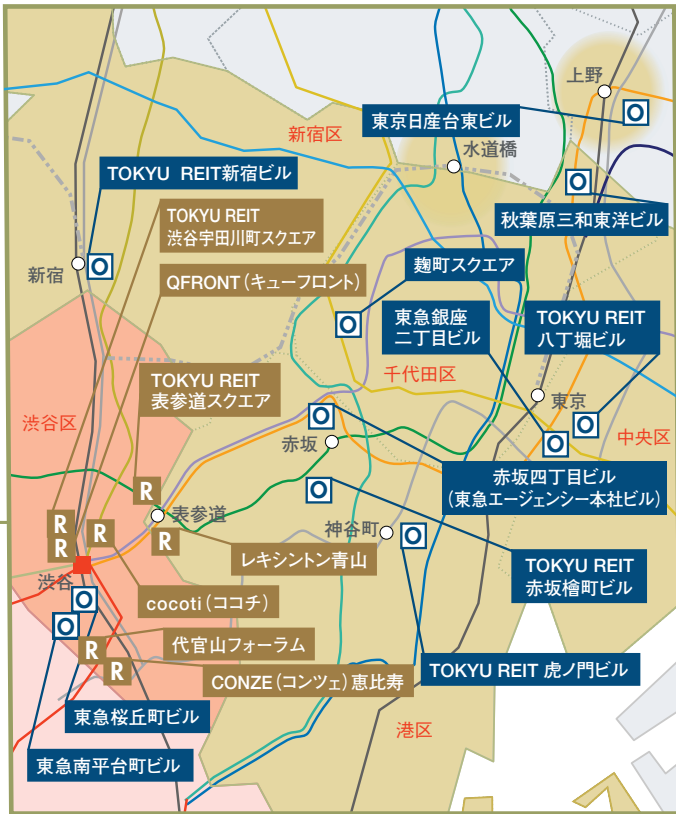 上野
東京日産台東ビル
新宿区
水道橋
TOKYU REIT新宿ビル
秋葉原三和東洋ビル
TOKYU REIT
渋谷宇田川町スクエア
新宿
麹町スクエア
QFRONT（キューフロント）
東急銀座
二丁目ビル
TOKYU REIT
八丁堀ビル
TOKYU REIT
表参道スクエア
千代田区
東京
渋谷区
赤坂
中央区
赤坂四丁目ビル
（東急エージェンシー本社ビル）
R
表参道
R
R
R
R
神谷町
レキシントン青山
TOKYU REIT
赤坂檜町ビル
渋谷
cocoti（ココチ）
代官山フォーラム
R
R
CONZE（コンツェ）恵比寿
TOKYU REIT 虎ノ門ビル
東急桜丘町ビル
港区
東急南平台町ビル